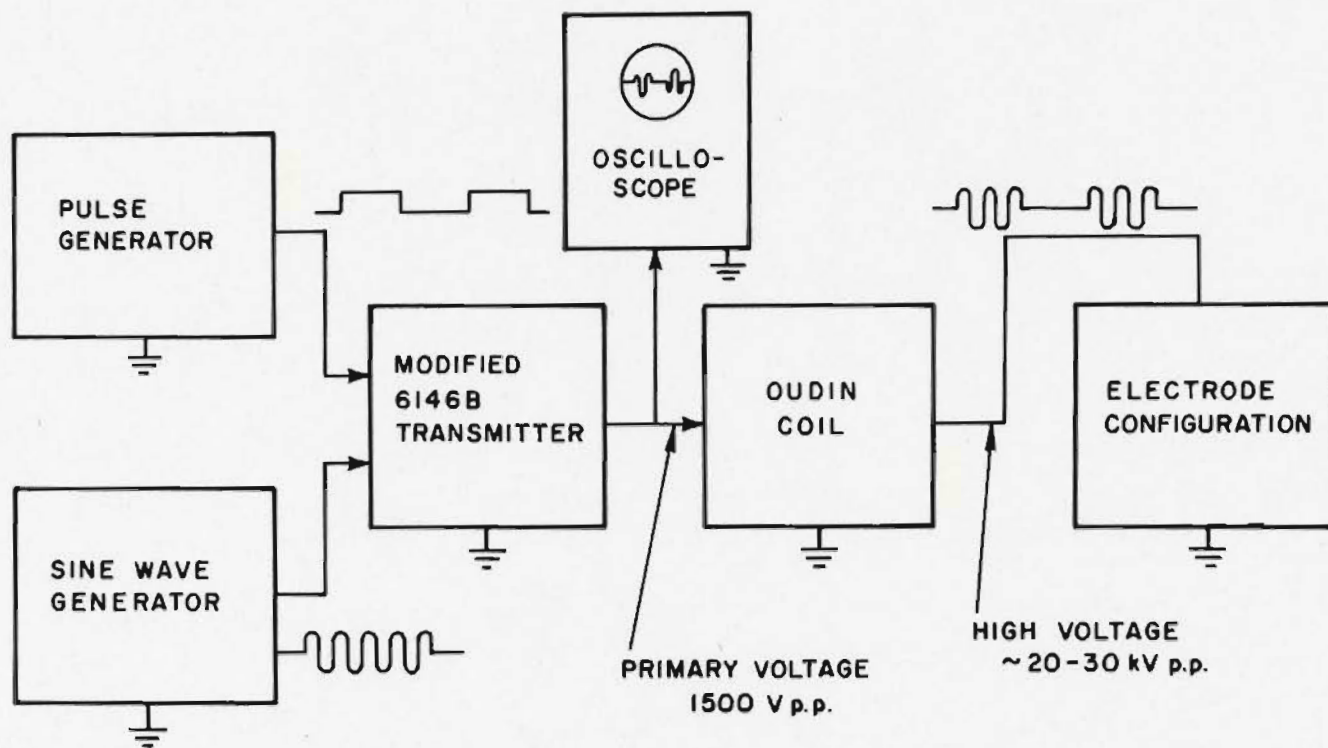 PULSE
GENERATOR
OSCILLO-
SCOPE
MODIFIED
6146B
TRANSMITTER
OUDIN
COIL
ELECTRODE
CONFIGURATION
SINE WAVE
GENERATOR
PRIMARY VOLTAGE
1500 V p.p.
HIGH VOLTAGE
~20-30 kV p.p.